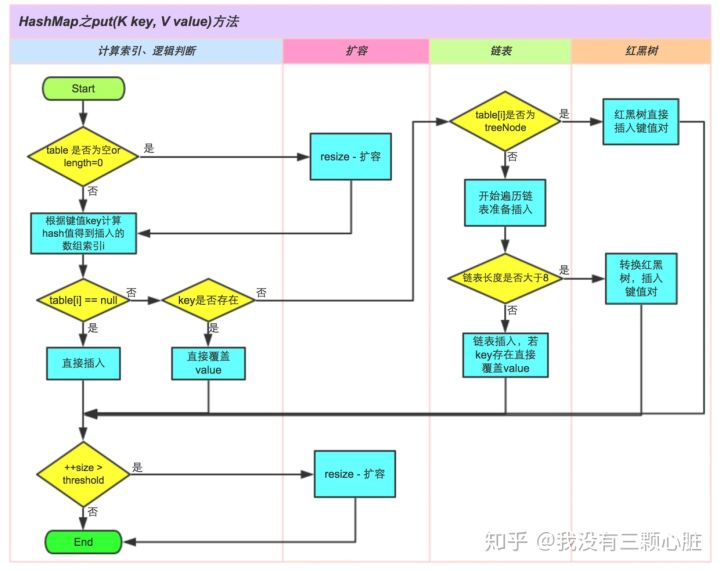 HashMap之put(K key, V value)方法
计算索引、逻辑判断
扩容
链表
红黑树
Start
table 是否为空or
length=0
是
resize - 扩容
否
根据键值key计算
hash值得到插入的
数组索引i
table[i] == null
否
key是否存在
否
是
直接插入
是
直接覆盖
value
table[i]是否为
treeNode
是
红黑树直接
插入键值对
否
开始遍历链
表准备插入
链表长度是否大于8
是
转换红黑
树，插入
键值对
否
链表插入，若
key存在直接
覆盖value
++size >
threshold
是
resize - 扩容
否
End
知乎 @我没有三颗心脏